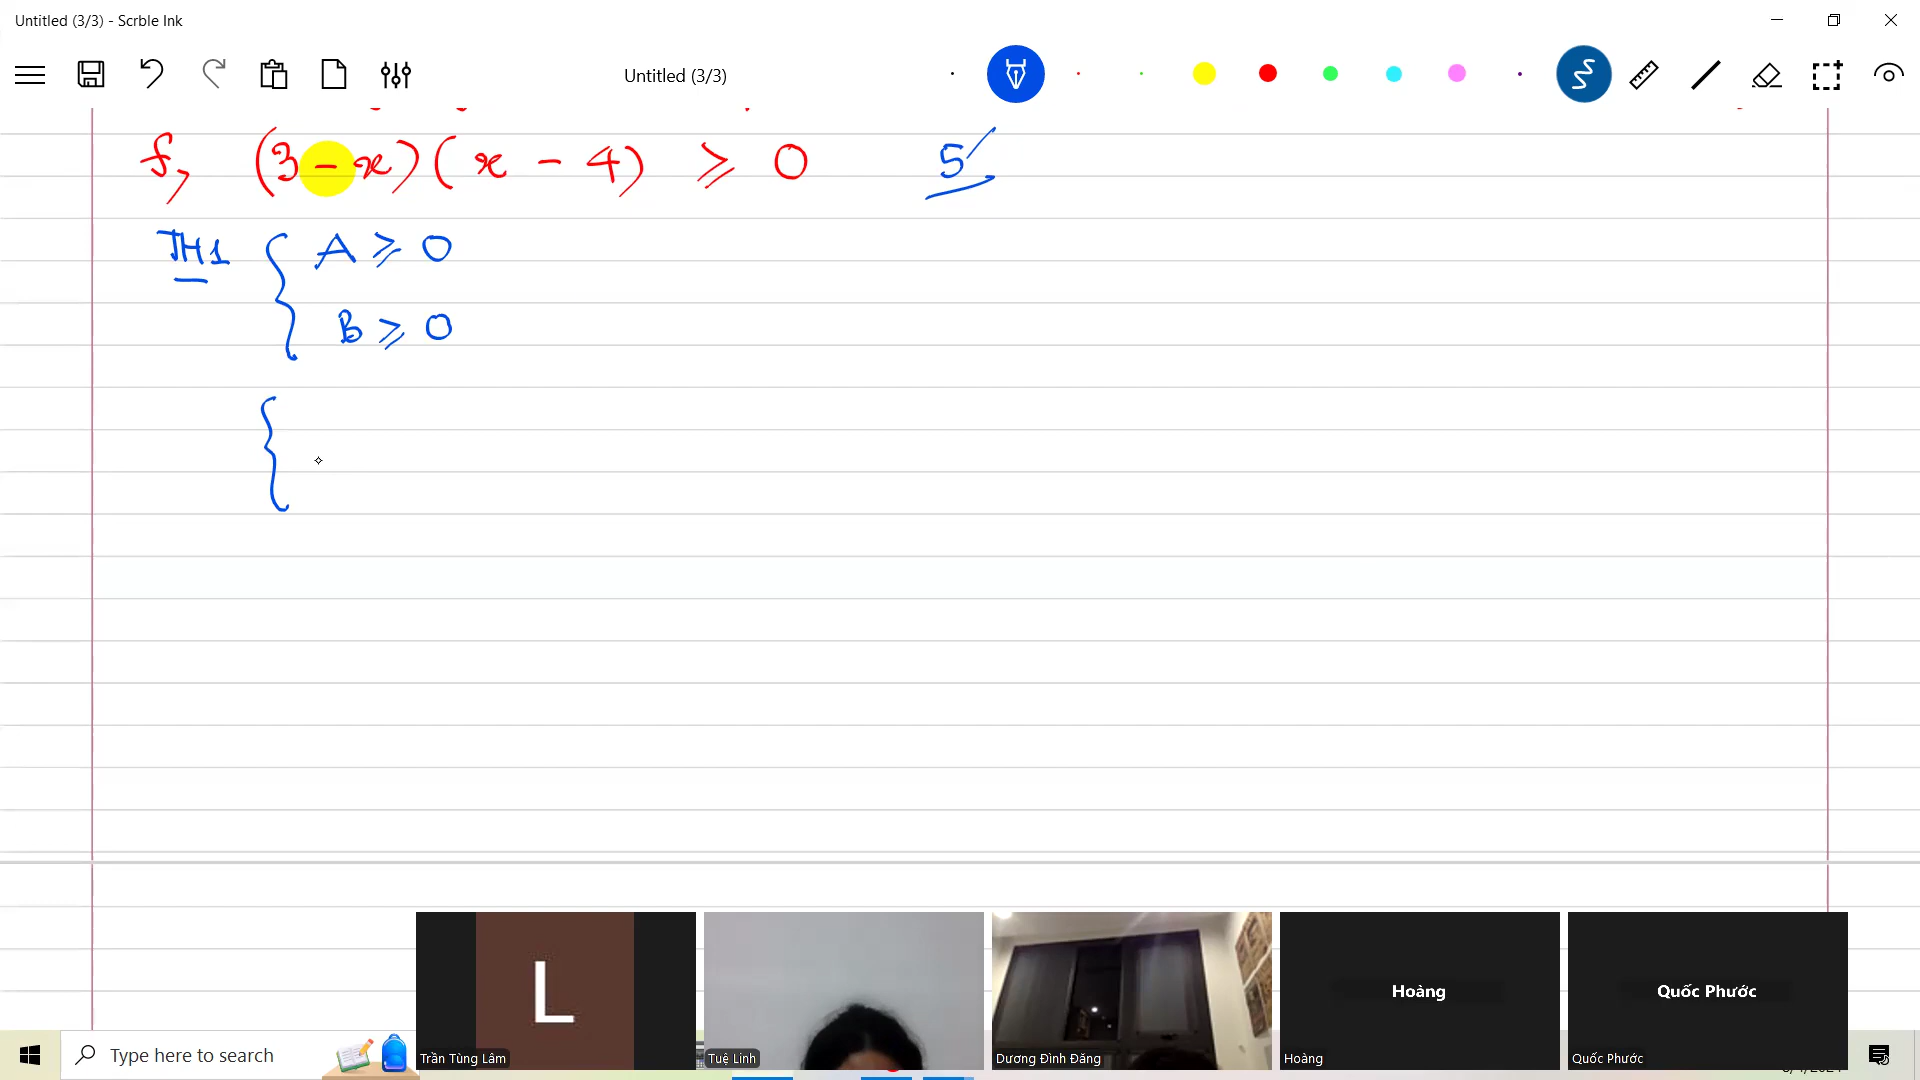 Untitled (3/3) - Scrble Ink
Untitled (3/3)
f, (3 - x)(x - 4) ≥ 0 5'
TH1 { A ≥ 0
B ≥ 0
{
L
Hoàng
Quốc Phước
Trần Tùng Lâm
Tuệ Linh
Dương Đình Đăng
Hoàng
Quốc Phước
Type here to search